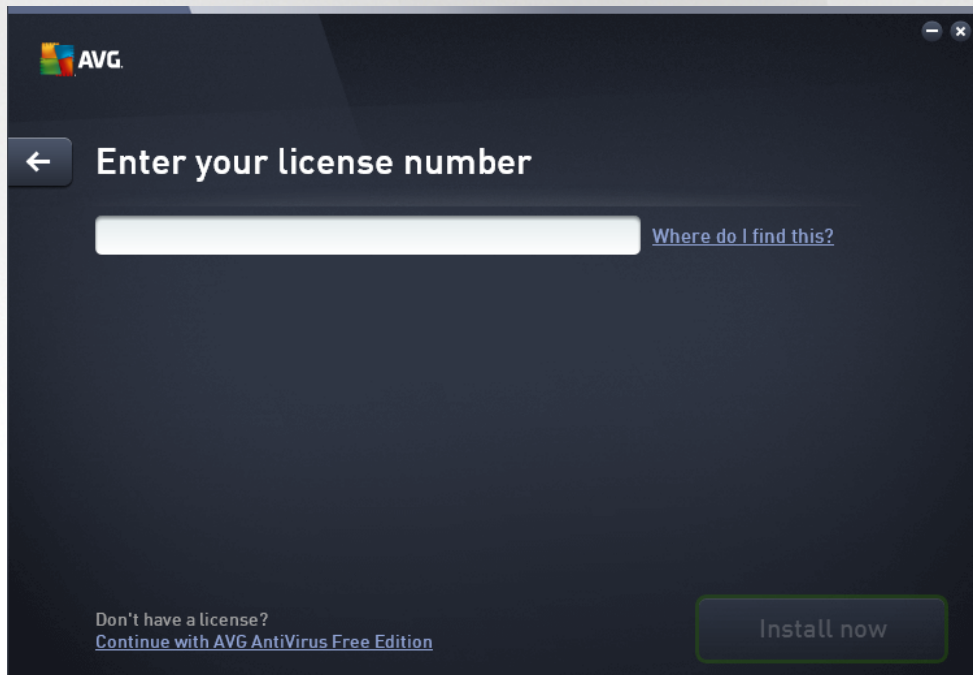 AVG.
Enter your license number
Where do I find this?
Don't have a license?
Continue with AVG AntiVirus Free Edition
Install now